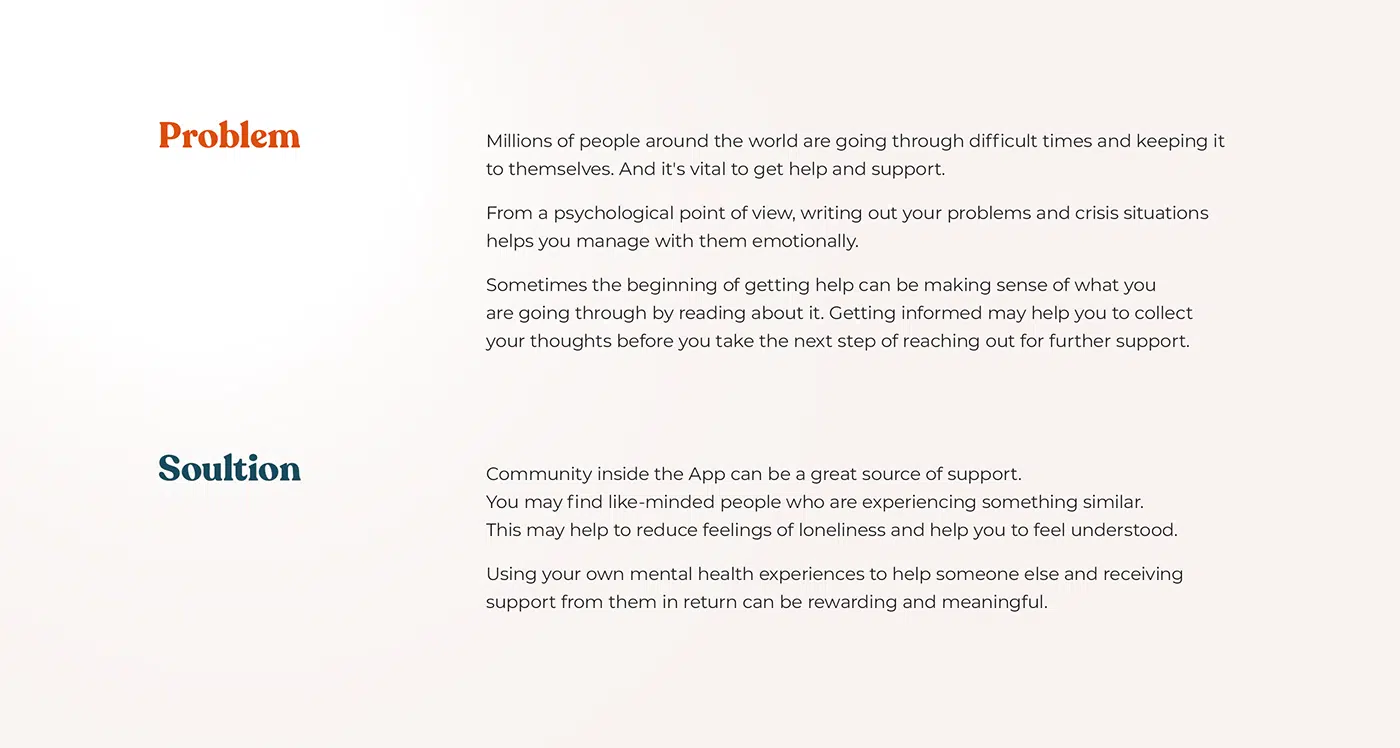 Problem
Millions of people around the world are going through difficult times and keeping it
to themselves. And it's vital to get help and support.
From a psychological point of view, writing out your problems and crisis situations
helps you manage with them emotionally.
Sometimes the beginning of getting help can be making sense of what you
are going through by reading about it. Getting informed may help you to collect
your thoughts before you take the next step of reaching out for further support.
Soultion
Community inside the App can be a great source of support.
You may find like-minded people who are experiencing something similar.
This may help to reduce feelings of loneliness and help you to feel understood.
Using your own mental health experiences to help someone else and receiving
support from them in return can be rewarding and meaningful.